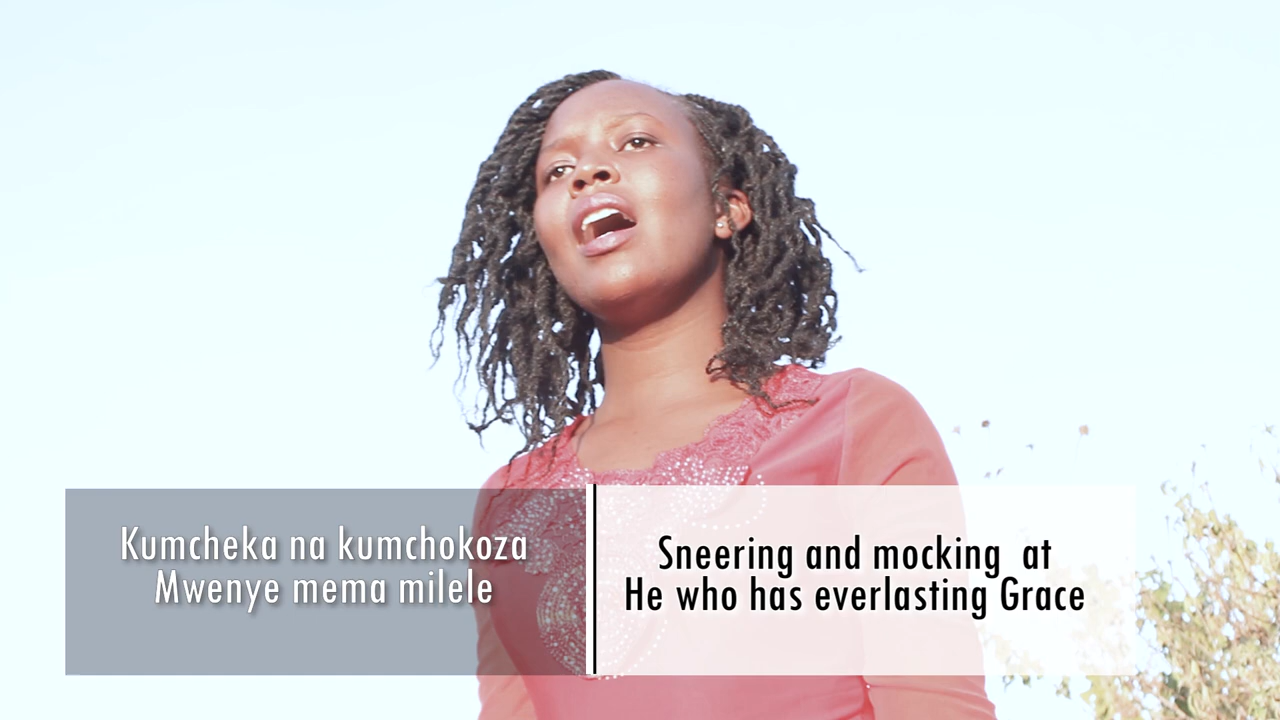 Kumcheka na kumchokoza
Mwenye mema milele
Sneering and mocking at
He who has everlasting Grace